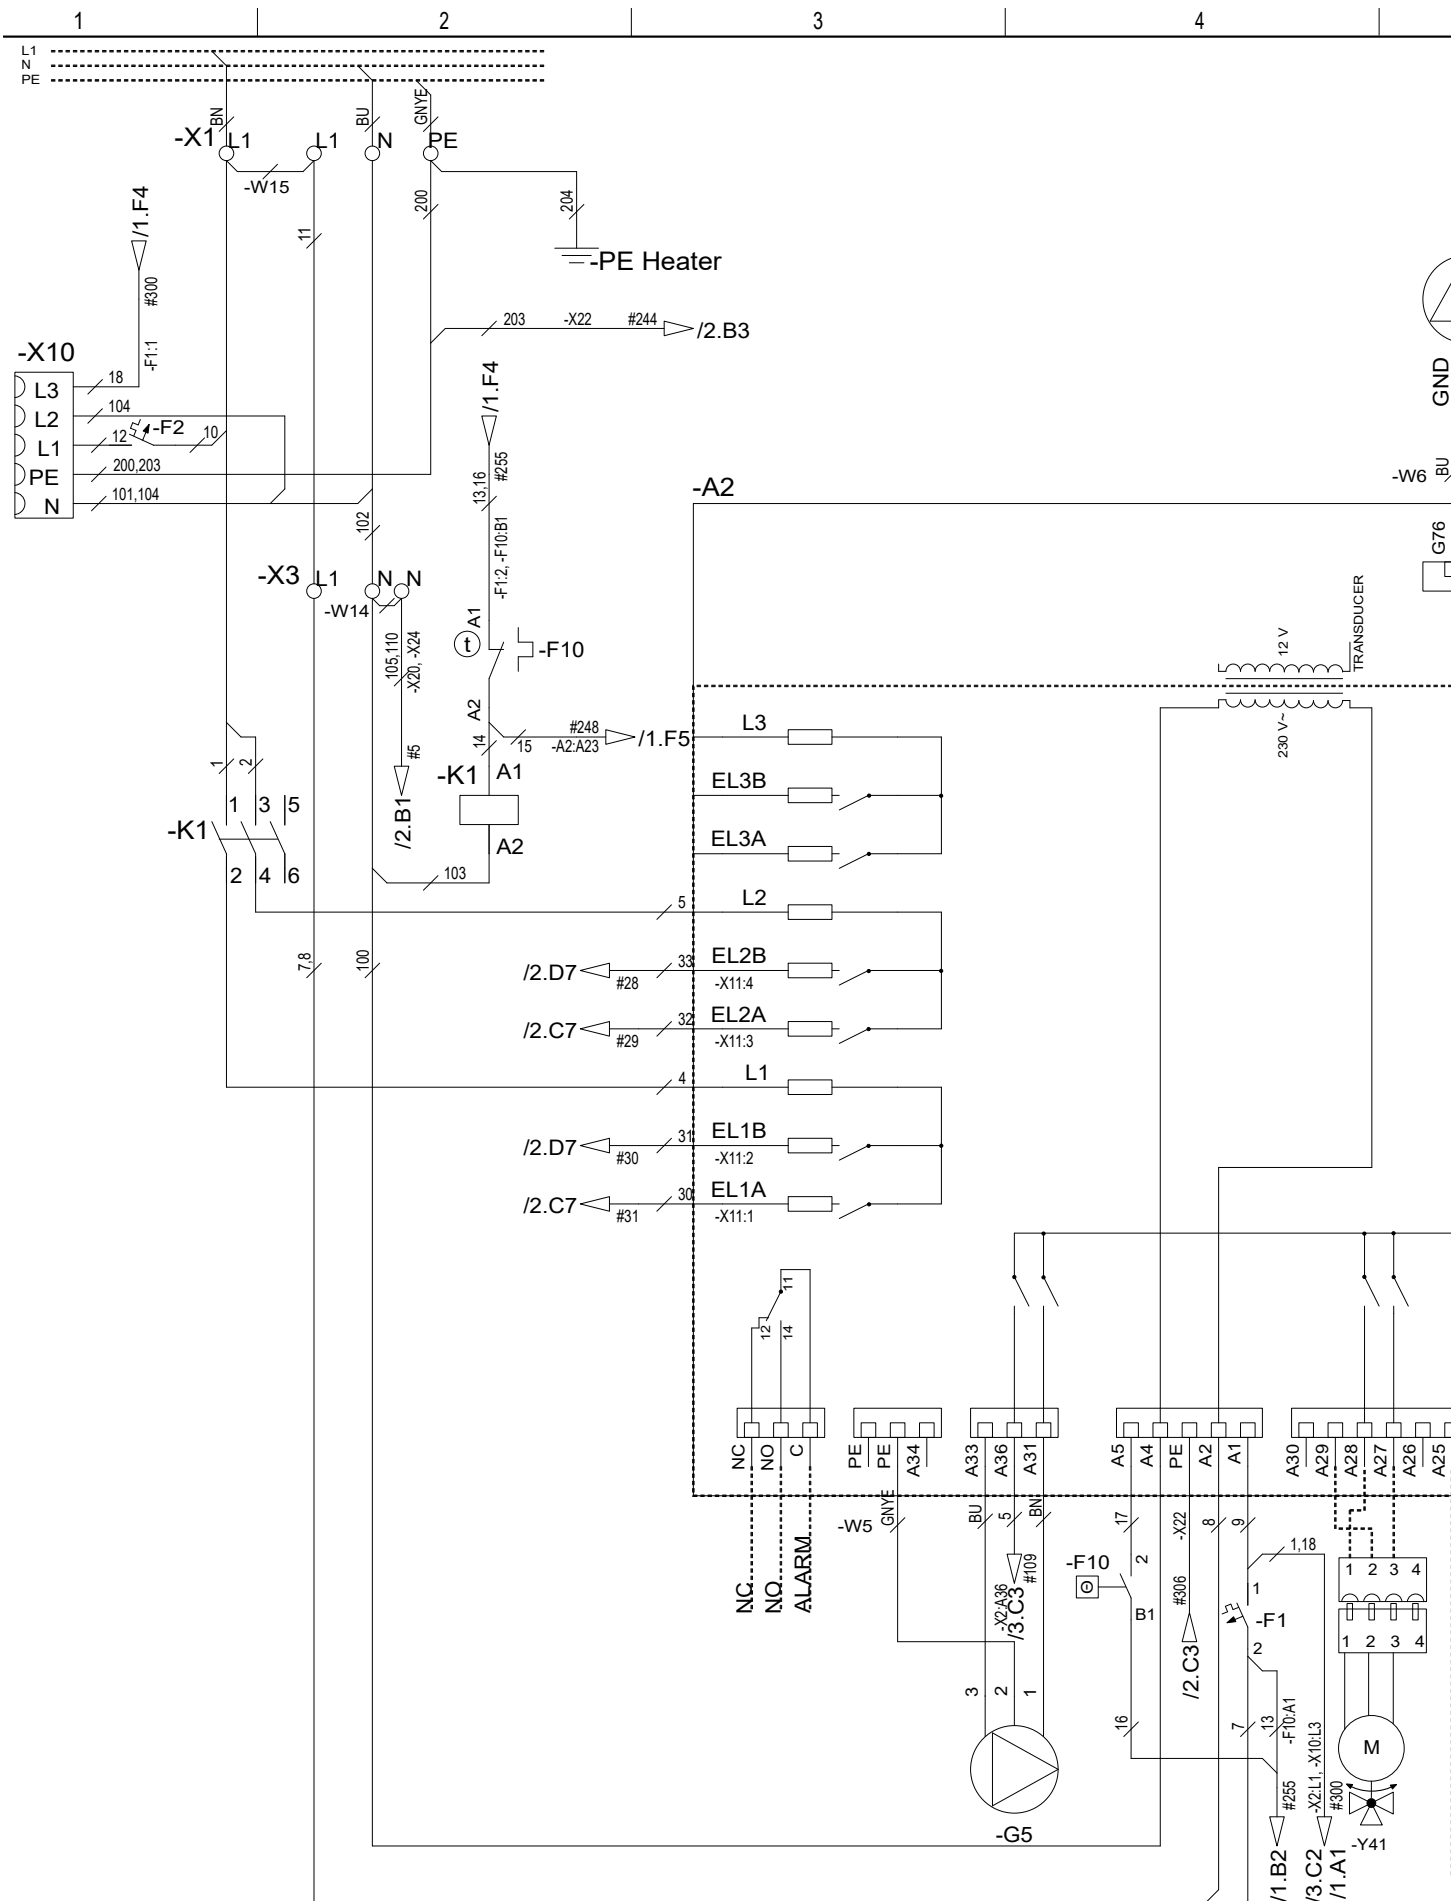 1 2 3 4
L1
N
PE
BN BU GNYE
-X1 L1 L1 N PE
-W15
/1.F4 11 200 204
-PE Heater
#300
-F1:1
203 -X22 #244 /2.B3
-X10
L3 18
L2 104
L1 12 -F2 10
PE 200,203
N 101,104
/1.F4
#255
13,16
-F1:2, -F10:B1
GND
-W6 BU
-A2
G76
102
-X3 L1 N N
-W14
105,110
-X20, -X24
A1
t -F10
A2
12 V
TRANSDUCER
230 V~
#248
14 15 -A2:A23 /1.F5
#5
/2.B1
-K1 A1
A2
103
1 2
1 3 5
-K1
2 4 6
L3
EL3B
EL3A
5 L2
7,8 100
/2.D7 #28 33 EL2B
-X11:4
/2.C7 #29 32 EL2A
-X11:3
4 L1
/2.D7 #30 31 EL1B
-X11:2
/2.C7 #31 30 EL1A
-X11:1
11
12 14
NC NO C PE PE A34 A33 A36 A31 A5 A4 PE A2 A1 A30 A29 A28 A27 A26 A25
NC NO ALARM
-W5 GNYE BU 5 BN
#109
-X2:A36
/3.C3
17 -X22 8 9
1,18
-F10 2
B1
#306
/2.C3
1
-F1
2
1 2 3 4
1 2 3 4
3 2 1
16 7 13
-F10:A1
#255
/1.B2
-X2:L1, -X10:L3
#300
/3.C2
/1.A1
M
-G5
-Y41